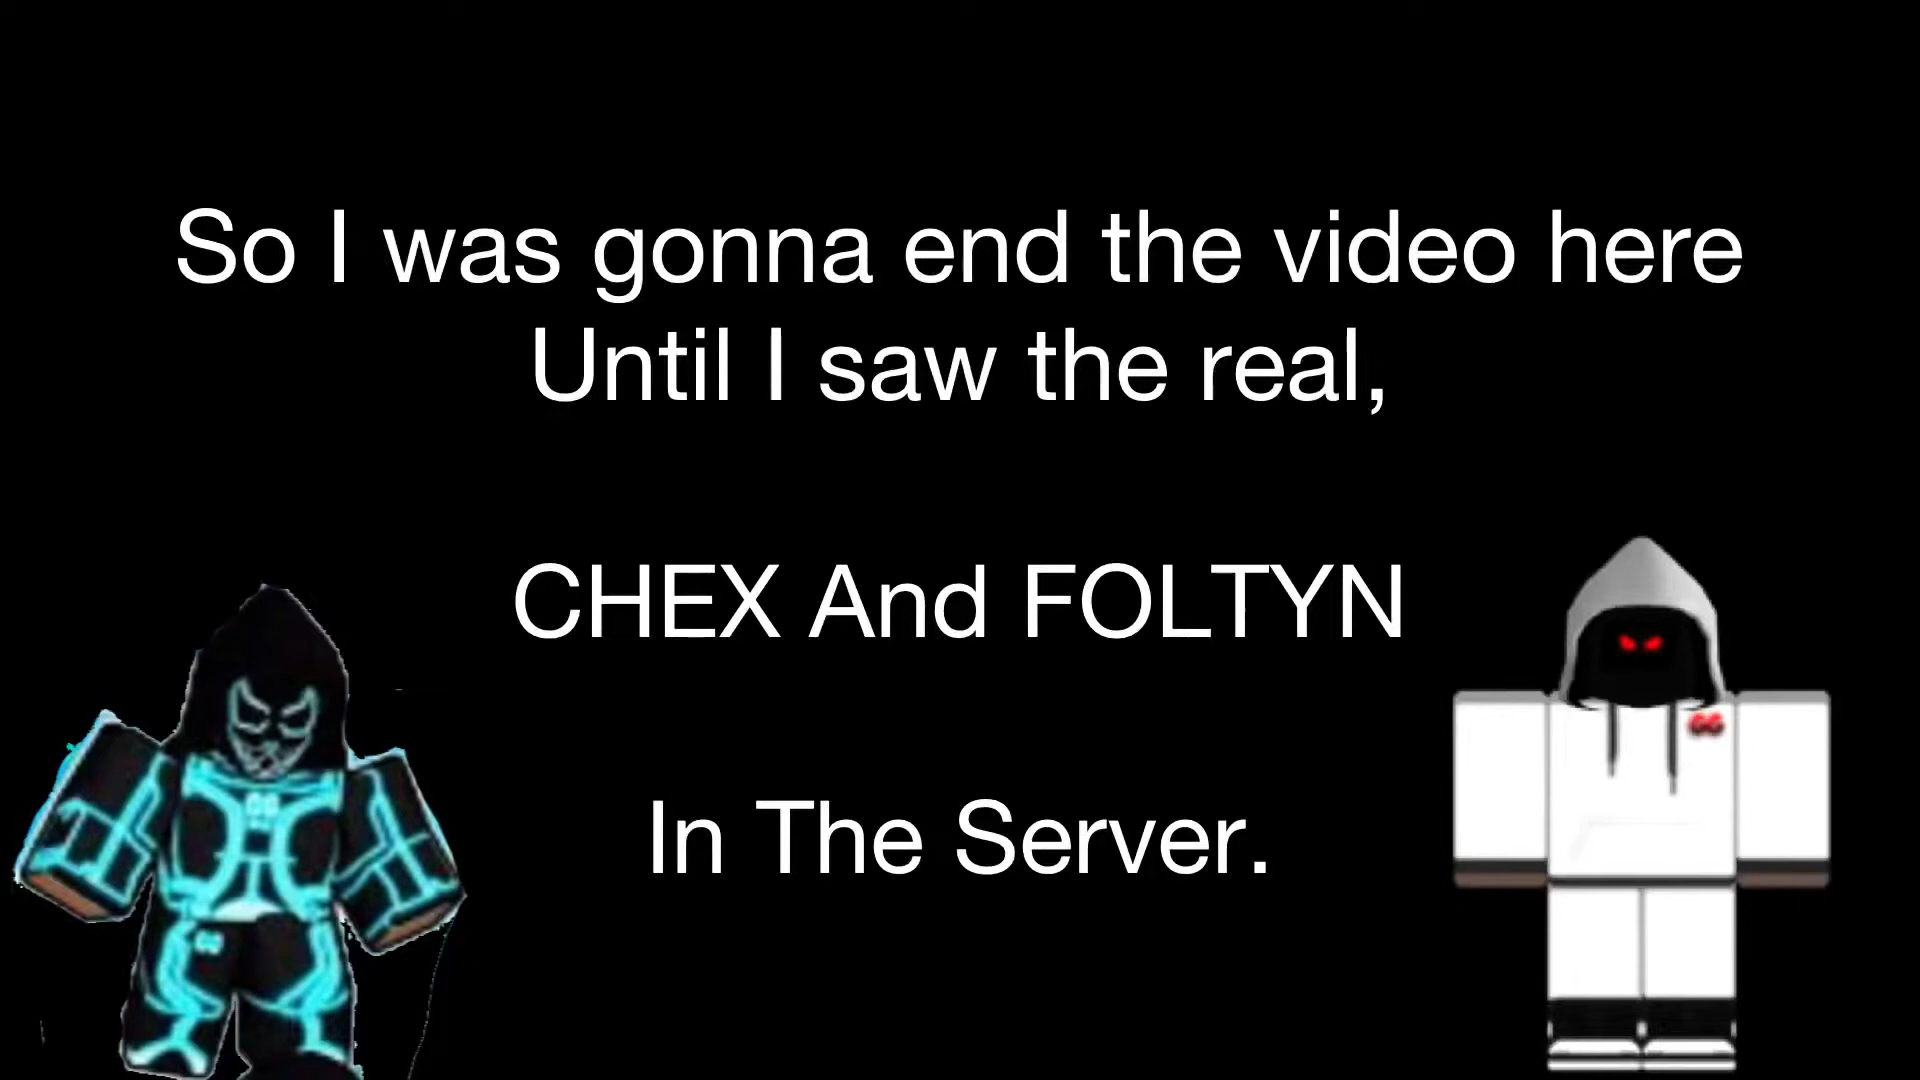 So I was gonna end the video here
Until I saw the real,
CHEX And FOLTYN
In The Server.